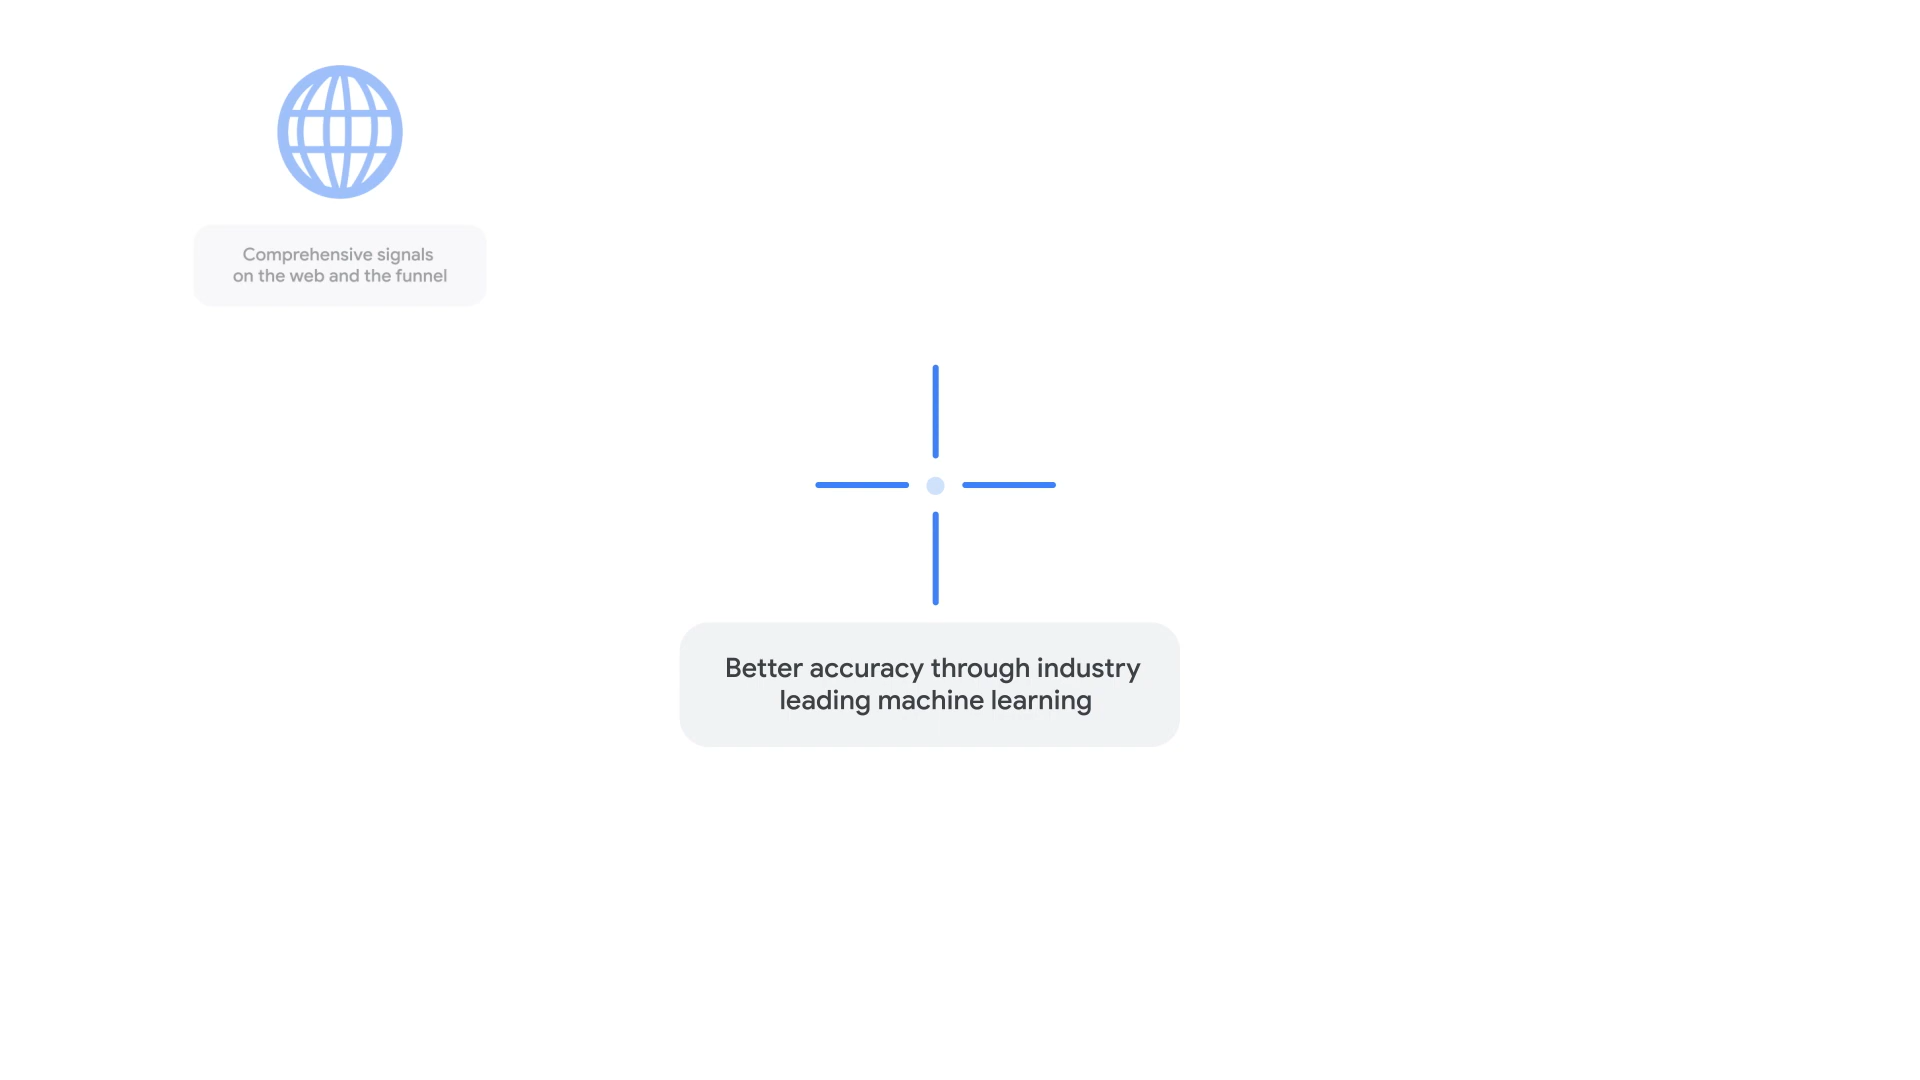 Comprehensive signals
on the web and the funnel
Better accuracy through industry
leading machine learning